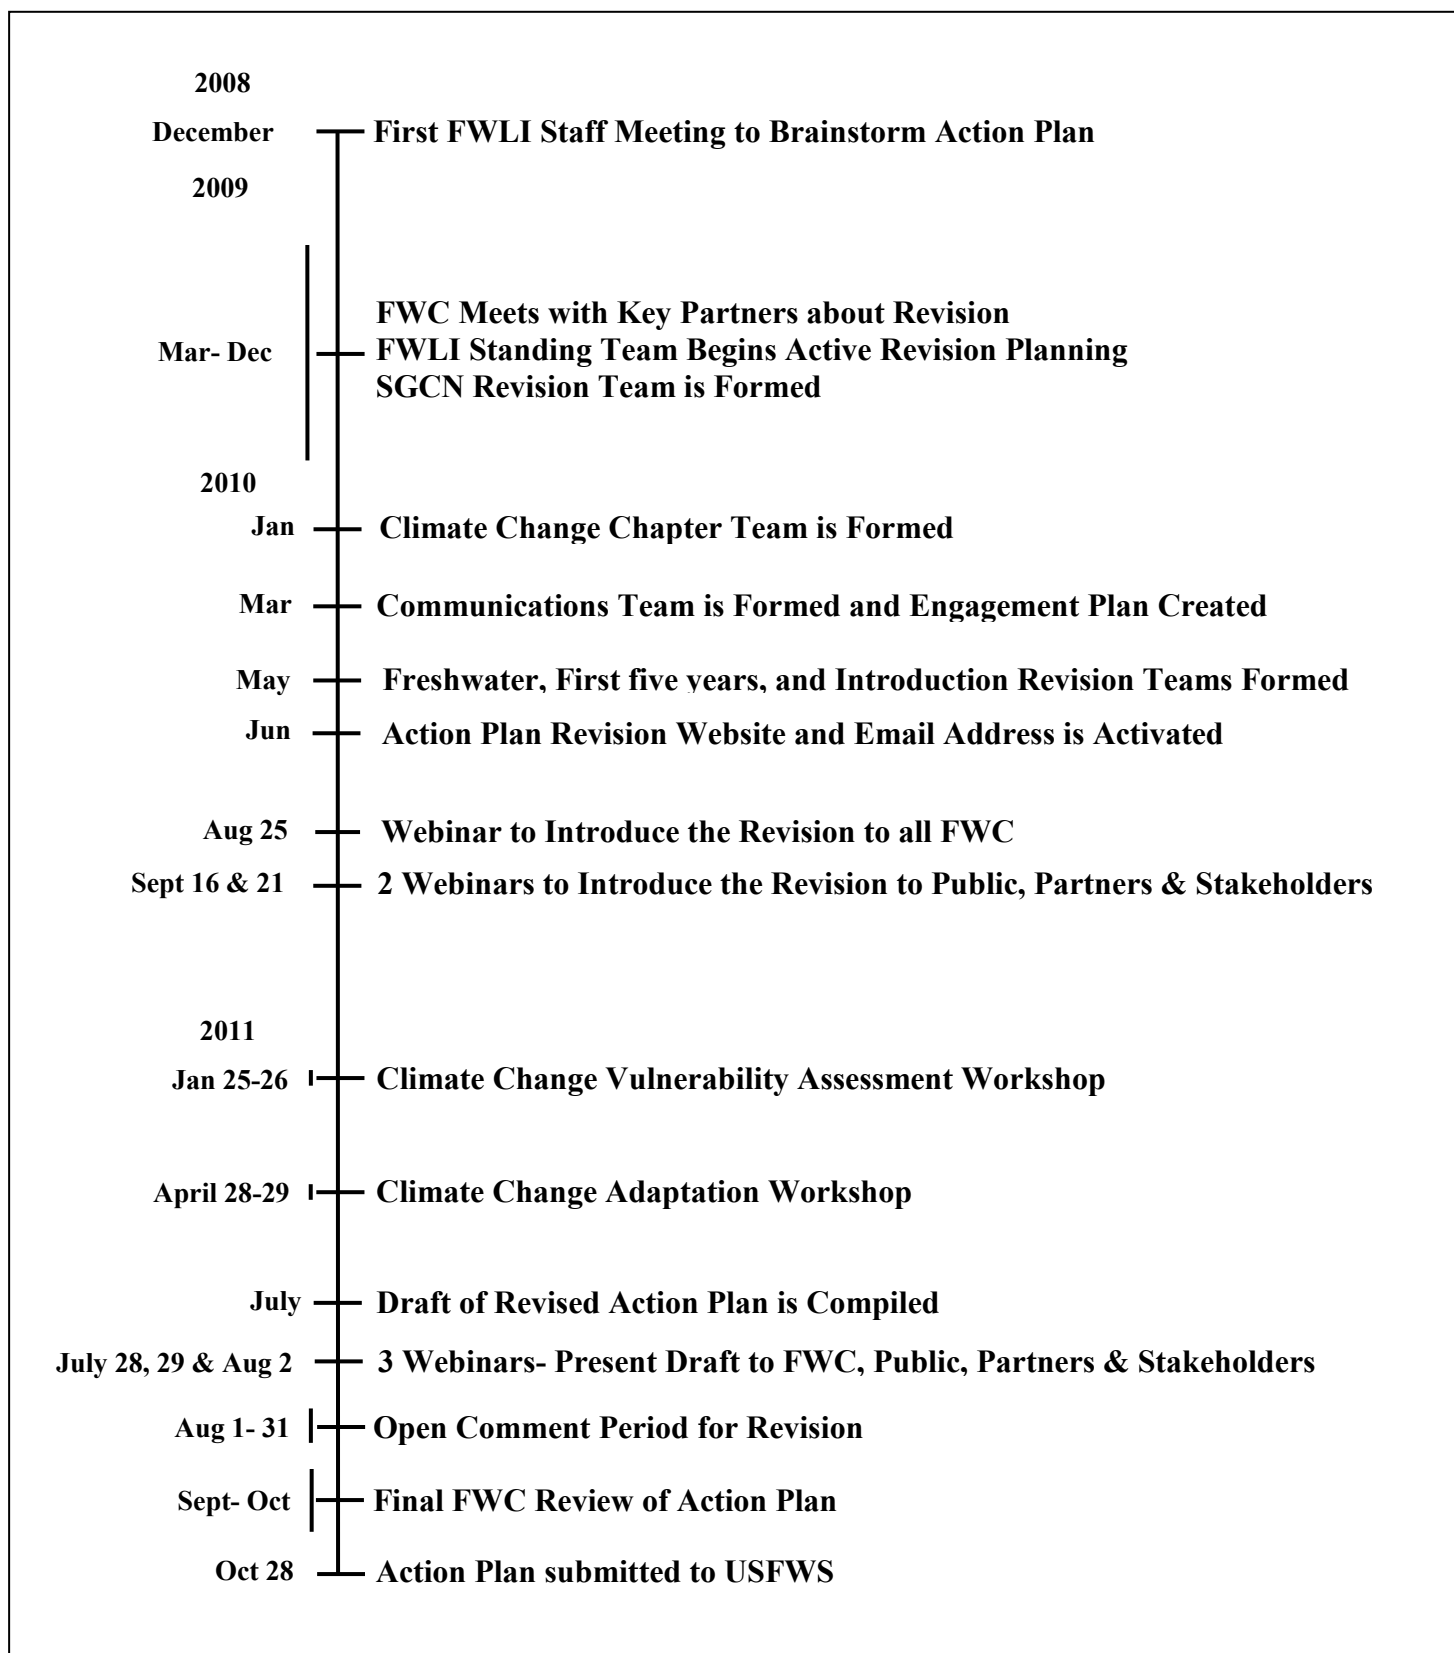 2008
December First FWLI Staff Meeting to Brainstorm Action Plan
2009
FWC Meets with Key Partners about Revision
Mar- Dec FWLI Standing Team Begins Active Revision Planning
SGCN Revision Team is Formed
2010
Jan Climate Change Chapter Team is Formed
Mar Communications Team is Formed and Engagement Plan Created
May Freshwater, First five years, and Introduction Revision Teams Formed
Jun Action Plan Revision Website and Email Address is Activated
Aug 25 Webinar to Introduce the Revision to all FWC
Sept 16 & 21 2 Webinars to Introduce the Revision to Public, Partners & Stakeholders
2011
Jan 25-26 Climate Change Vulnerability Assessment Workshop
April 28-29 Climate Change Adaptation Workshop
July Draft of Revised Action Plan is Compiled
July 28, 29 & Aug 2 3 Webinars- Present Draft to FWC, Public, Partners & Stakeholders
Aug 1- 31 Open Comment Period for Revision
Sept- Oct Final FWC Review of Action Plan
Oct 28 Action Plan submitted to USFWS